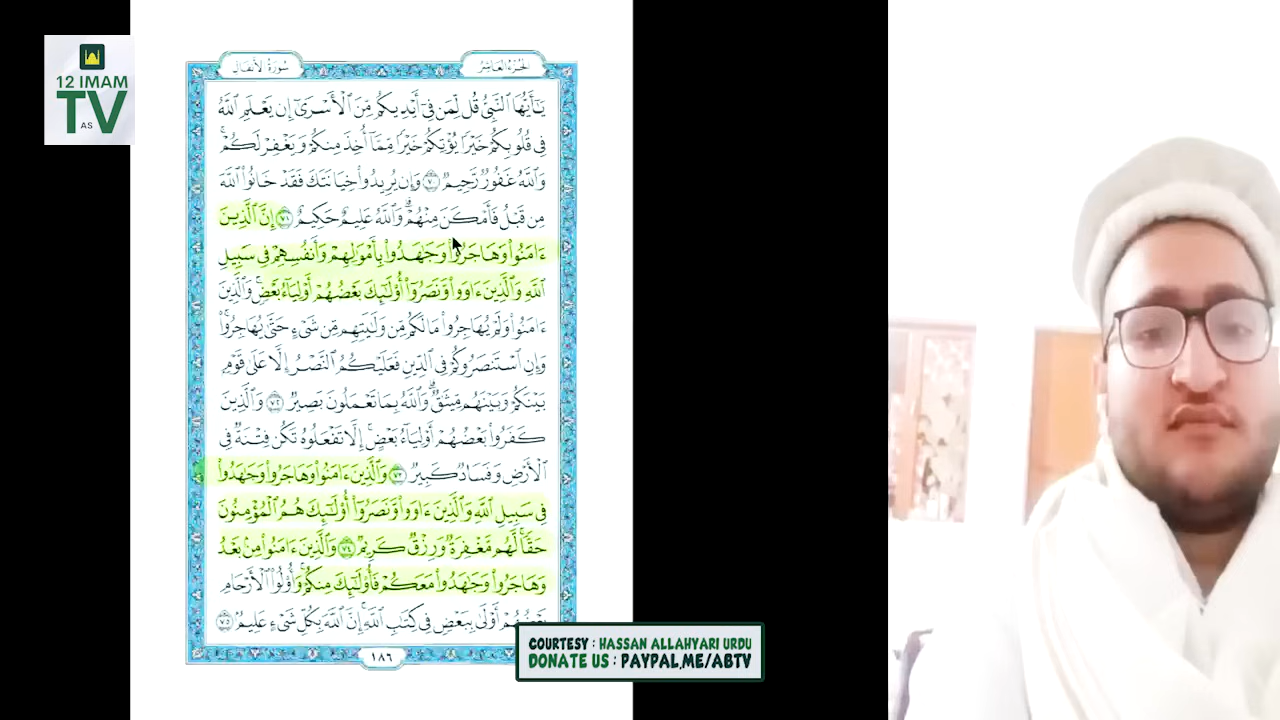 12 IMAM
TV
AS
الجزء العاشر
سورة الأنفال
يَٰٓأَيُّهَا ٱلنَّبِىُّ قُل لِّمَن فِىٓ أَيْدِيكُم مِّنَ ٱلْأَسْرَىٰٓ إِن يَعْلَمِ ٱللَّهُ
فِى قُلُوبِكُمْ خَيْرًا يُؤْتِكُمْ خَيْرًا مِّمَّآ أُخِذَ مِنكُمْ وَيَغْفِرْ لَكُمْ ۗ
وَٱللَّهُ غَفُورٌ رَّحِيمٌ ٧٠ وَإِن يُرِيدُوا۟ خِيَانَتَكَ فَقَدْ خَانُوا۟ ٱللَّهَ
مِن قَبْلُ فَأَمْكَنَ مِنْهُمْ ۗ وَٱللَّهُ عَلِيمٌ حَكِيمٌ ٧١ إِنَّ ٱلَّذِينَ
ءَامَنُوا۟ وَهَاجَرُوا۟ وَجَٰهَدُوا۟ بِأَمْوَٰلِهِمْ وَأَنفُسِهِمْ فِى سَبِيلِ
ٱللَّهِ وَٱلَّذِينَ ءَاوَوا۟ وَّنَصَرُوٓا۟ أُو۟لَٰٓئِكَ بَعْضُهُمْ أَوْلِيَآءُ بَعْضٍ ۚ وَٱلَّذِينَ
ءَامَنُوا۟ وَلَمْ يُهَاجِرُوا۟ مَا لَكُم مِّن وَلَٰيَتِهِم مِّن شَىْءٍ حَتَّىٰ يُهَاجِرُوا۟ ۚ
وَإِنِ ٱسْتَنصَرُوكُمْ فِى ٱلدِّينِ فَعَلَيْكُمُ ٱلنَّصْرُ إِلَّا عَلَىٰ قَوْمٍۭ
بَيْنَكُمْ وَبَيْنَهُم مِّيثَٰقٌ ۗ وَٱللَّهُ بِمَا تَعْمَلُونَ بَصِيرٌ ٧٢ وَٱلَّذِينَ
كَفَرُوا۟ بَعْضُهُمْ أَوْلِيَآءُ بَعْضٍ ۚ إِلَّا تَفْعَلُوهُ تَكُن فِتْنَةٌ فِى
ٱلْأَرْضِ وَفَسَادٌ كَبِيرٌ ٧٣ وَٱلَّذِينَ ءَامَنُوا۟ وَهَاجَرُوا۟ وَجَٰهَدُوا۟
فِى سَبِيلِ ٱللَّهِ وَٱلَّذِينَ ءَاوَوا۟ وَّنَصَرُوٓا۟ أُو۟لَٰٓئِكَ هُمُ ٱلْمُؤْمِنُونَ
حَقًّا ۚ لَّهُم مَّغْفِرَةٌ وَرِزْقٌ كَرِيمٌ ٧٤ وَٱلَّذِينَ ءَامَنُوا۟ مِنۢ بَعْدُ
وَهَاجَرُوا۟ وَجَٰهَدُوا۟ مَعَكُمْ فَأُو۟لَٰٓئِكَ مِنكُمْ ۚ وَأُو۟لُوا۟ ٱلْأَرْحَامِ
بَعْضُهُمْ أَوْلَىٰ بِبَعْضٍ فِى كِتَٰبِ ٱللَّهِ ۗ إِنَّ ٱللَّهَ بِكُلِّ شَىْءٍ عَلِيمٌۢ ٧٥
١٨٦
COURTESY : HASSAN ALLAHYARI URDU
DONATE US : PAYPAL.ME/ABTV